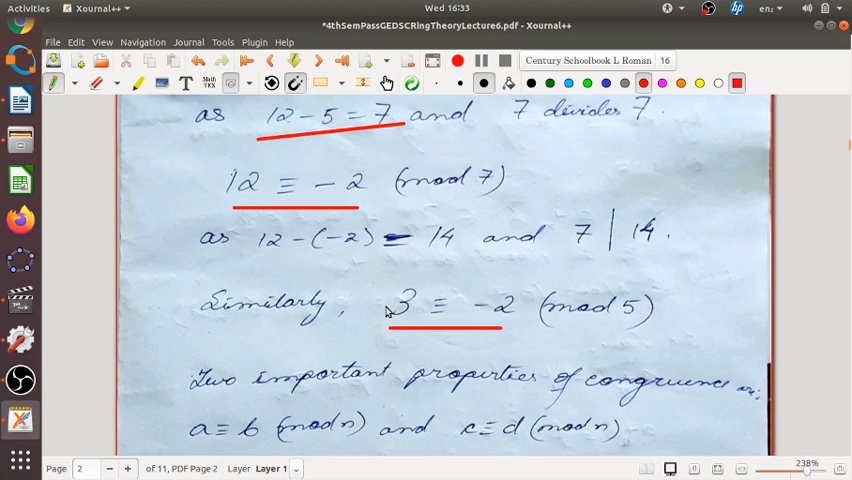 Activities Xournal++ WED 16:33 en₂
*4thSemPassGEDSCRingTheoryLecture6.pdf - Xournal++
File Edit View Navigation Journal Tools Plugin Help
Century Schoolbook L Roman 16
Math TEX
as 12 - 5 = 7 and 7 divides 7.
12 ≡ -2 (mod 7)
as 12-(-2) = 14 and 7 | 14.
Similarly, 3 ≡ -2 (mod 5)
Two important properties of congruence are,
a ≡ b (mod n) and c ≡ d (mod n)
Page 2 of 11, PDF Page 2 Layer Layer 1 238%